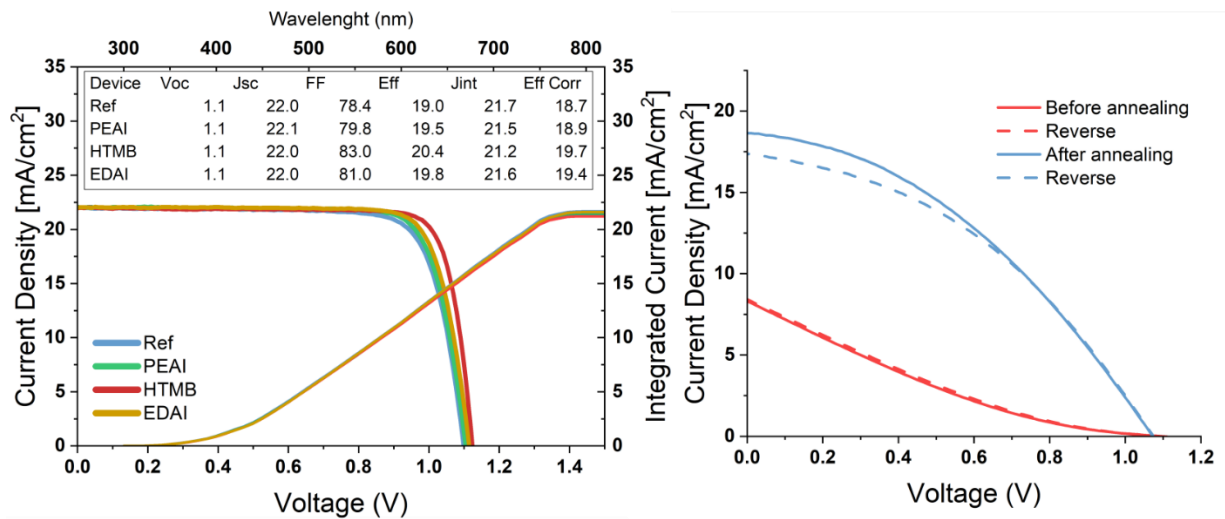 Wavelenght (nm)
300 400 500 600 700 800
Device Voc Jsc FF Eff Jint Eff Corr
Ref 1.1 22.0 78.4 19.0 21.7 18.7
PEAI 1.1 22.1 79.8 19.5 21.5 18.9
HTMB 1.1 22.0 83.0 20.4 21.2 19.7
EDAI 1.1 22.0 81.0 19.8 21.6 19.4
35
30
25
20
15
10
5
0
Current Density [mA/cm²]
Ref
PEAI
HTMB
EDAI
0.0 0.2 0.4 0.6 0.8 1.0 1.2 1.4
Voltage (V)
35
30
25
20
15
10
5
0
Integrated Current [mA/cm²]
Current Density [mA/cm²]
20
15
10
5
0
Before annealing
Reverse
After annealing
Reverse
0.0 0.2 0.4 0.6 0.8 1.0 1.2
Voltage (V)